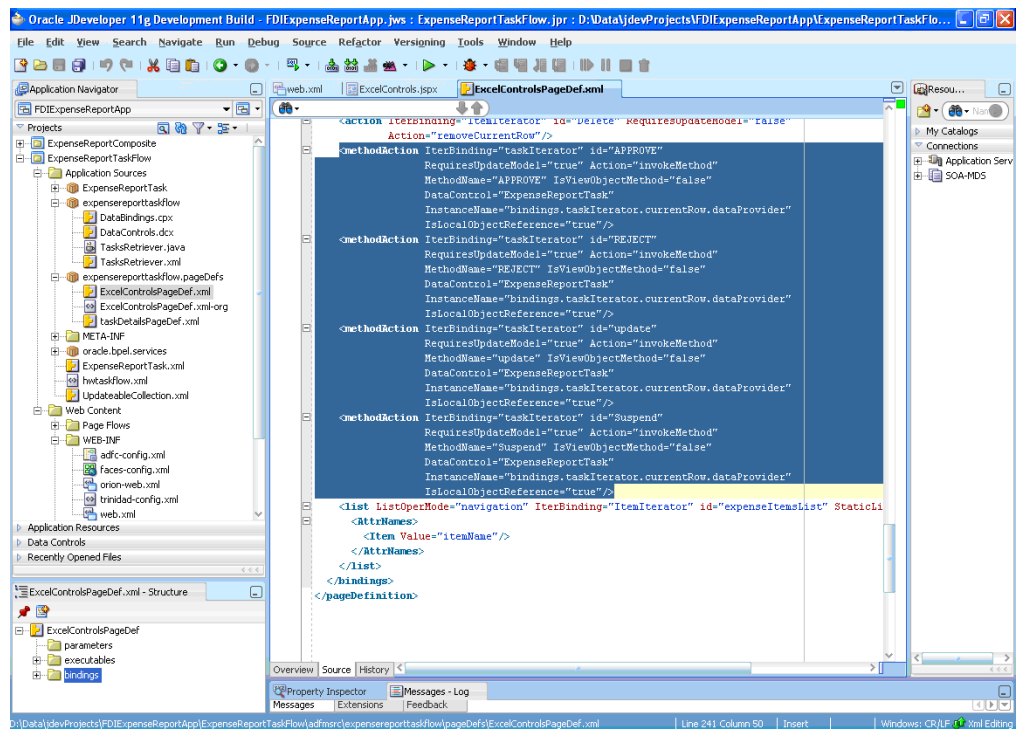 Oracle JDeveloper 11g Development Build - FDIExpenseReportApp.jws : ExpenseReportTaskFlow.jpr : D:\Data\jdevProjects\FDIExpenseReportApp\ExpenseReportTaskFlo...
File Edit View Search Navigate Run Debug Source Refactor Versioning Tools Window Help
Application Navigator
FDIExpenseReportApp
Projects
ExpenseReportComposite
ExpenseReportTaskFlow
Application Sources
ExpenseReportTask
expensereporttaskflow
DataBindings.cpx
DataControls.dcx
TasksRetriever.java
TasksRetriever.xml
expensereporttaskflow.pageDefs
ExcelControlsPageDef.xml
ExcelControlsPageDef.xml-org
taskDetailsPageDef.xml
META-INF
oracle.bpel.services
ExpenseReportTask.xml
hwtaskflow.xml
UpdateableCollection.xml
Web Content
Page Flows
WEB-INF
adfc-config.xml
faces-config.xml
orion-web.xml
trinidad-config.xml
web.xml
Application Resources
Data Controls
Recently Opened Files
ExcelControlsPageDef.xml - Structure
ExcelControlsPageDef
parameters
executables
bindings
web.xml ExcelControls.jspx ExcelControlsPageDef.xml
<action IterBinding="ItemIterator" id="Delete" RequiresUpdateModel="false"
Action="removeCurrentRow"/>
<methodAction IterBinding="taskIterator" id="APPROVE"
RequiresUpdateModel="true" Action="invokeMethod"
MethodName="APPROVE" IsViewObjectMethod="false"
DataControl="ExpenseReportTask"
InstanceName="bindings.taskIterator.currentRow.dataProvider"
IsLocalObjectReference="true"/>
<methodAction IterBinding="taskIterator" id="REJECT"
RequiresUpdateModel="true" Action="invokeMethod"
MethodName="REJECT" IsViewObjectMethod="false"
DataControl="ExpenseReportTask"
InstanceName="bindings.taskIterator.currentRow.dataProvider"
IsLocalObjectReference="true"/>
<methodAction IterBinding="taskIterator" id="update"
RequiresUpdateModel="true" Action="invokeMethod"
MethodName="update" IsViewObjectMethod="false"
DataControl="ExpenseReportTask"
InstanceName="bindings.taskIterator.currentRow.dataProvider"
IsLocalObjectReference="true"/>
<methodAction IterBinding="taskIterator" id="Suspend"
RequiresUpdateModel="true" Action="invokeMethod"
MethodName="Suspend" IsViewObjectMethod="false"
DataControl="ExpenseReportTask"
InstanceName="bindings.taskIterator.currentRow.dataProvider"
IsLocalObjectReference="true"/>
<list ListOperMode="navigation" IterBinding="ItemIterator" id="expenseItemsList" StaticLi
<AttrNames>
<Item Value="itemName"/>
</AttrNames>
</list>
</bindings>
</pageDefinition>
Overview Source History
Property Inspector Messages - Log
Messages Extensions Feedback
Resou...
Nam
My Catalogs
Connections
Application Serv
SOA-MDS
D:\Data\jdevProjects\FDIExpenseReportApp\ExpenseReportTaskFlow\adfmsrc\expensereporttaskflow\pageDefs\ExcelControlsPageDef.xml Line 241 Column 50 Insert Windows: CR/LF Xml Editing